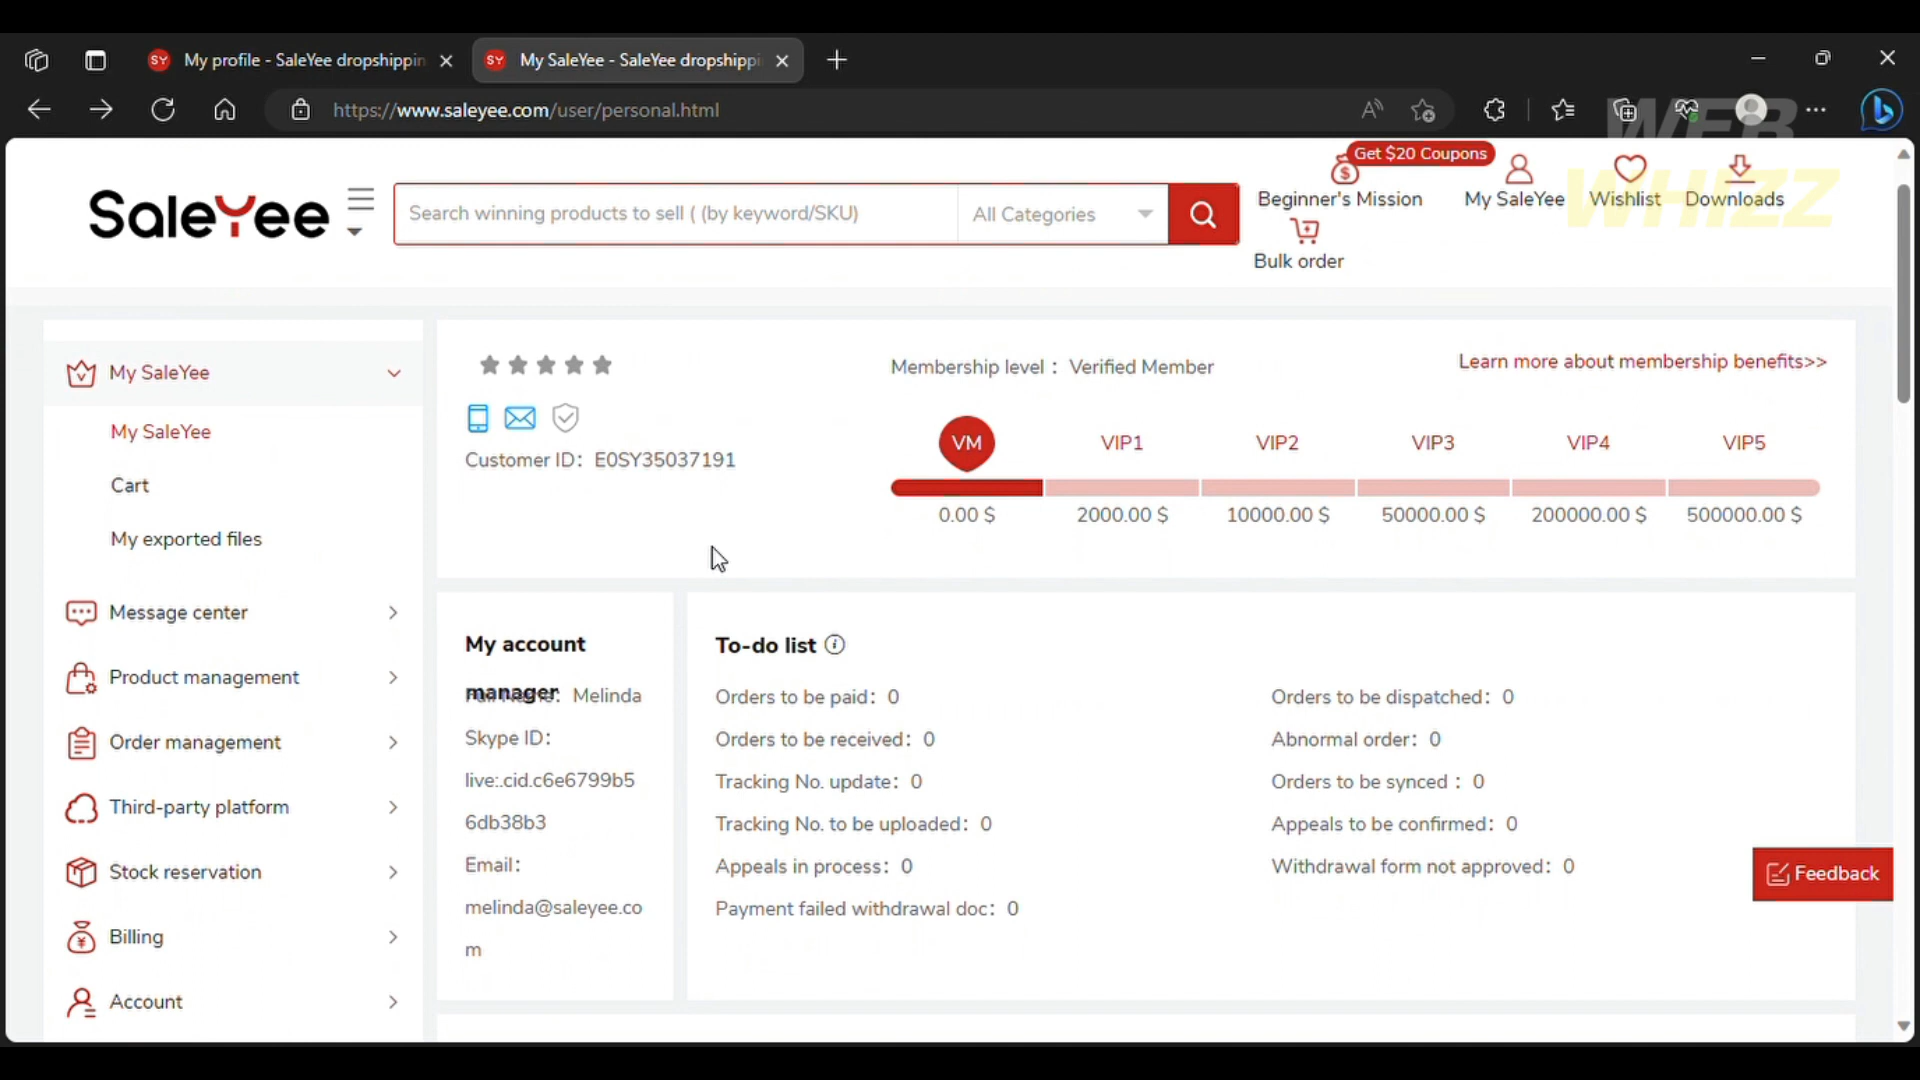 SY My profile - SaleYee dropshippin
SY My SaleYee - SaleYee dropshippi
https://www.saleyee.com/user/personal.html
WEB
WHIZZ
SaleYee
Search winning products to sell ( (by keyword/SKU)
All Categories
Get $20 Coupons
Beginner's Mission
My SaleYee
Wishlist
Downloads
Bulk order
My SaleYee
My SaleYee
Cart
My exported files
Message center
Product management
Order management
Third-party platform
Stock reservation
Billing
Account
Customer ID: E0SY35037191
Membership level : Verified Member
Learn more about membership benefits>>
VM VIP1 VIP2 VIP3 VIP4 VIP5
0.00 $ 2000.00 $ 10000.00 $ 50000.00 $ 200000.00 $ 500000.00 $
My account
manager
Full Name: Melinda
Skype ID:
live:.cid.c6e6799b5
6db38b3
Email:
melinda@saleyee.co
m
To-do list
Orders to be paid: 0
Orders to be dispatched: 0
Orders to be received: 0
Abnormal order: 0
Tracking No. update: 0
Orders to be synced : 0
Tracking No. to be uploaded: 0
Appeals to be confirmed: 0
Appeals in process: 0
Withdrawal form not approved: 0
Payment failed withdrawal doc: 0
Feedback